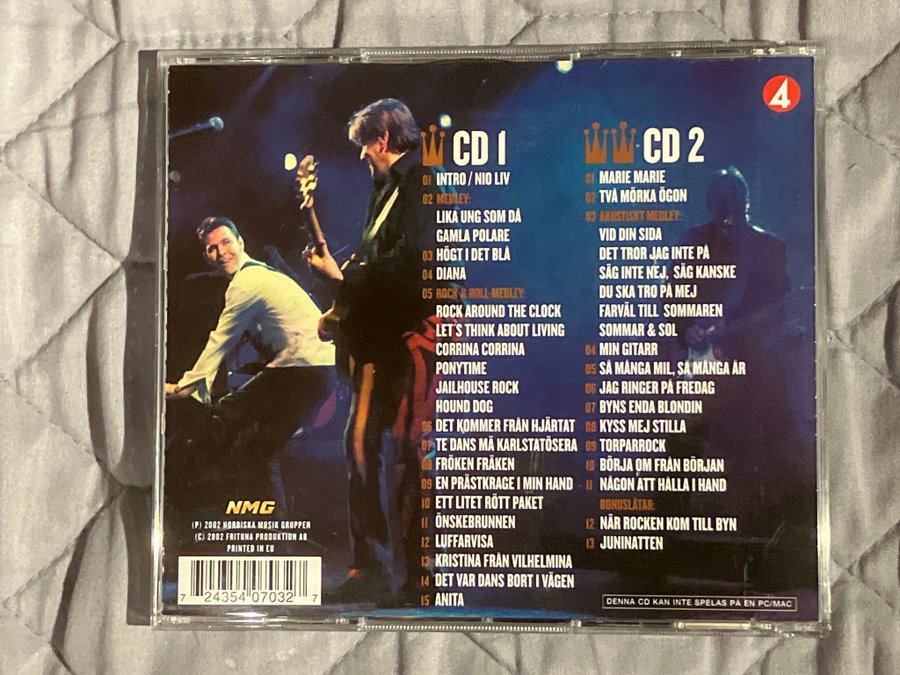 4
CD 1
01 INTRO / NIO LIV
02 MEDLEY:
LIKA UNG SOM DÅ
GAMLA POLARE
03 HÖGT I DET BLÅ
04 DIANA
05 ROCK & ROLL-MEDLEY:
ROCK AROUND THE CLOCK
LET'S THINK ABOUT LIVING
CORRINA CORRINA
PONYTIME
JAILHOUSE ROCK
HOUND DOG
06 DET KOMMER FRÅN HJÄRTAT
07 TE DANS MÄ KARLSTATÖSERA
08 FRÖKEN FRÄKEN
09 EN PRÄSTKRAGE I MIN HAND
10 ETT LITET RÖTT PAKET
11 ÖNSKEBRUNNEN
12 LUFFARVISA
13 KRISTINA FRÅN VILHELMINA
14 DET VAR DANS BORT I VÄGEN
15 ANITA
CD 2
01 MARIE MARIE
02 TVÅ MÖRKA ÖGON
03 AKUSTISKT MEDLEY:
VID DIN SIDA
DET TROR JAG INTE PÅ
SÄG INTE NEJ, SÄG KANSKE
DU SKA TRO PÅ MEJ
FARVÄL TILL SOMMAREN
SOMMAR & SOL
04 MIN GITARR
05 SÅ MÅNGA MIL, SÅ MÅNGA ÅR
06 JAG RINGER PÅ FREDAG
07 BYNS ENDA BLONDIN
08 KYSS MEJ STILLA
09 TORPARROCK
10 BÖRJA OM FRÅN BÖRJAN
11 NÅGON ATT HÅLLA I HAND
BONUSLÅTAR:
12 NÄR ROCKEN KOM TILL BYN
13 JUNINATTEN
NMG
(P) 2002 NORDISKA MUSIK GRUPPEN
(C) 2002 FRITUNA PRODUKTION AB
PRINTED IN EU
7 24354 07032 7
DENNA CD KAN INTE SPELAS PÅ EN PC/MAC